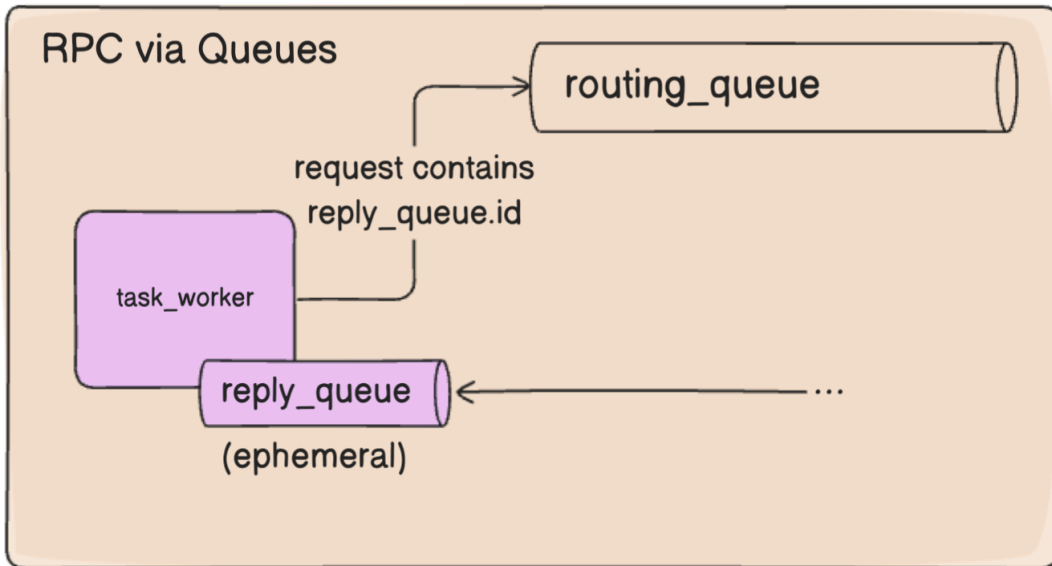 RPC via Queues
routing_queue
request contains
reply_queue.id
task_worker
reply_queue
...
(ephemeral)